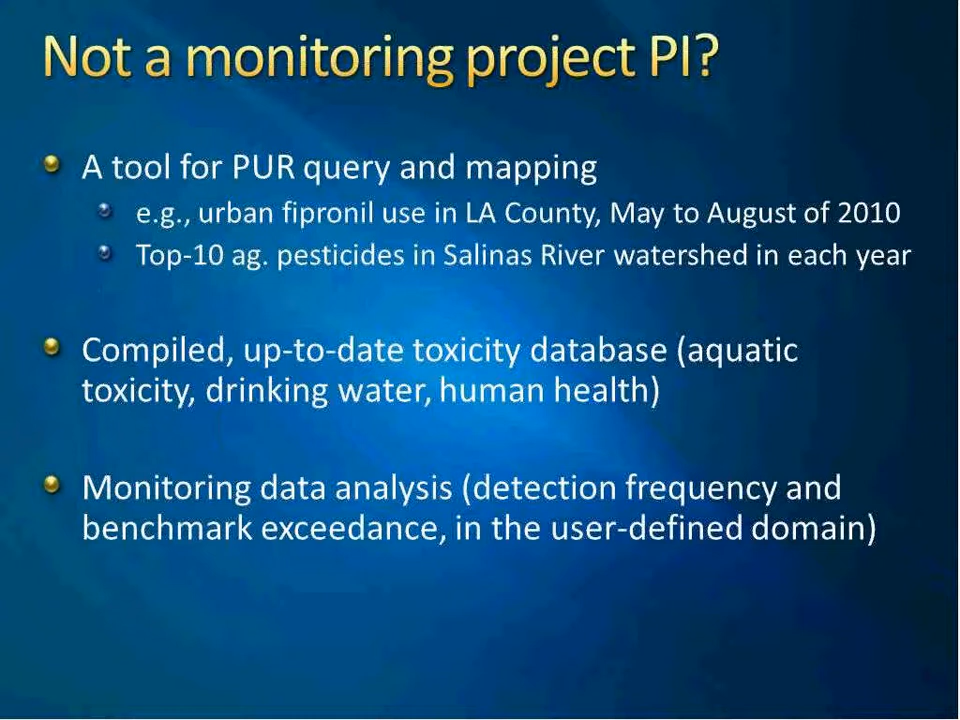 Not a monitoring project PI?
A tool for PUR query and mapping
e.g., urban fipronil use in LA County, May to August of 2010
Top-10 ag. pesticides in Salinas River watershed in each year
Compiled, up-to-date toxicity database (aquatic
toxicity, drinking water, human health)
Monitoring data analysis (detection frequency and
benchmark exceedance, in the user-defined domain)